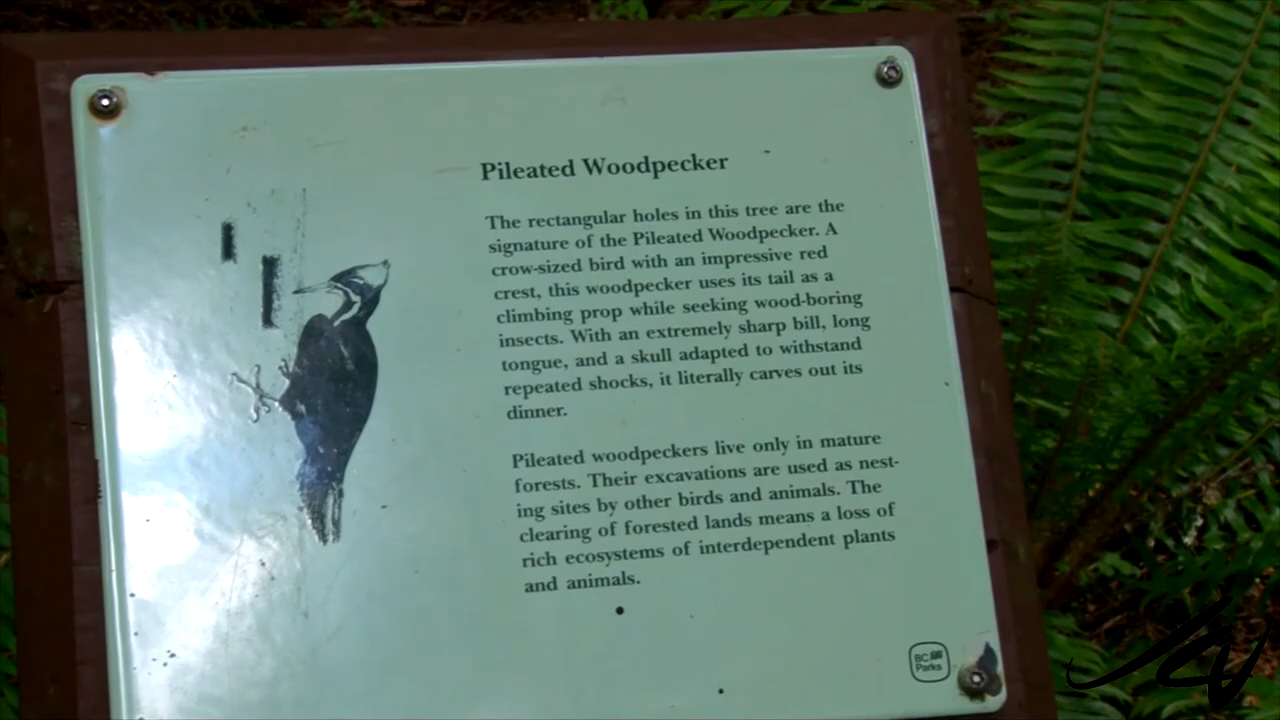 Pileated Woodpecker
The rectangular holes in this tree are the
signature of the Pileated Woodpecker. A
crow-sized bird with an impressive red
crest, this woodpecker uses its tail as a
climbing prop while seeking wood-boring
insects. With an extremely sharp bill, long
tongue, and a skull adapted to withstand
repeated shocks, it literally carves out its
dinner.
Pileated woodpeckers live only in mature
forests. Their excavations are used as nest-
ing sites by other birds and animals. The
clearing of forested lands means a loss of
rich ecosystems of interdependent plants
and animals.
BC
Parks